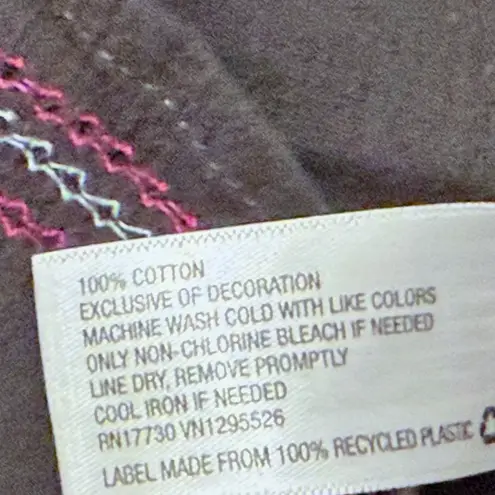 100% COTTON
EXCLUSIVE OF DECORATION
MACHINE WASH COLD WITH LIKE COLORS
ONLY NON-CHLORINE BLEACH IF NEEDED
LINE DRY, REMOVE PROMPTLY
COOL IRON IF NEEDED
RN17730 VN1295526
LABEL MADE FROM 100% RECYCLED PLASTIC